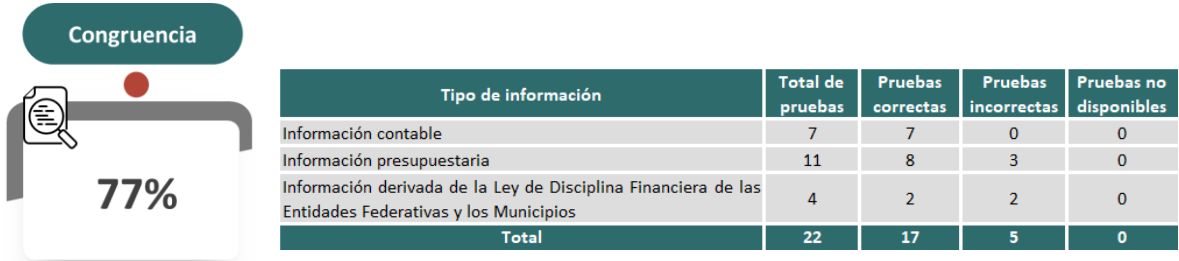 Congruencia
77%
Tipo de información Total de pruebas Pruebas correctas Pruebas incorrectas Pruebas no disponibles
Información contable 7 7 0 0
Información presupuestaria 11 8 3 0
Información derivada de la Ley de Disciplina Financiera de las
Entidades Federativas y los Municipios 4 2 2 0
Total 22 17 5 0